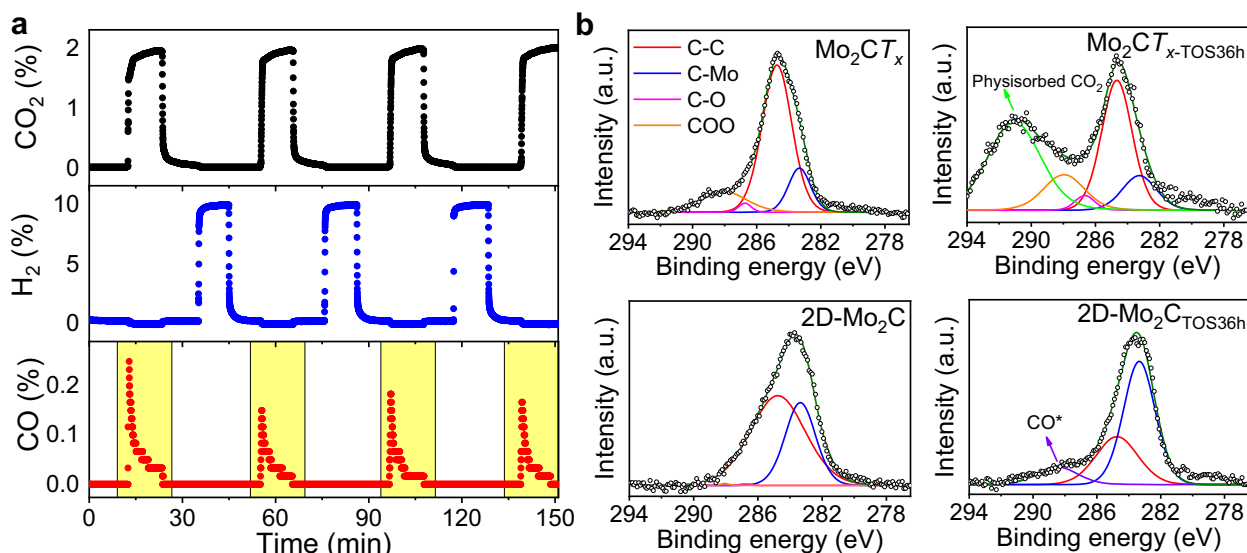 a
CO₂ (%)
2
1
0
H₂ (%)
10
5
0
CO (%)
0.2
0.1
0.0
0 30 60 90 120 150
Time (min)
b
Intensity (a.u.)
C-C
C-Mo
C-O
COO
Mo₂CTₓ
294 290 286 282 278
Binding energy (eV)
Intensity (a.u.)
Mo₂CTₓ₋TOS36h
Physisorbed CO₂
294 290 286 282 278
Binding energy (eV)
Intensity (a.u.)
2D-Mo₂C
294 290 286 282 278
Binding energy (eV)
Intensity (a.u.)
2D-Mo₂C TOS36h
CO*
294 290 286 282 278
Binding energy (eV)